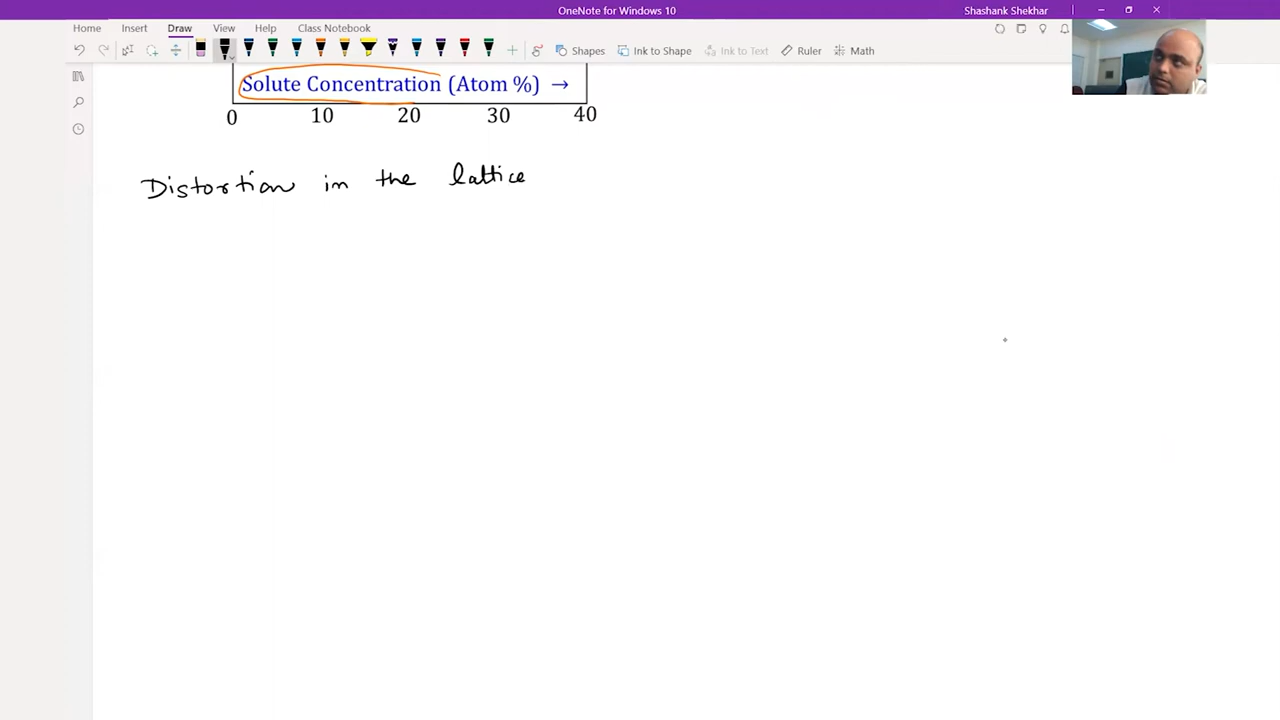 OneNote for Windows 10
Shashank Shekhar
Home Insert Draw View Help Class Notebook
Shapes Ink to Shape Ink to Text Ruler Math
Solute Concentration (Atom %) →
0 10 20 30 40
Distortion in the lattice